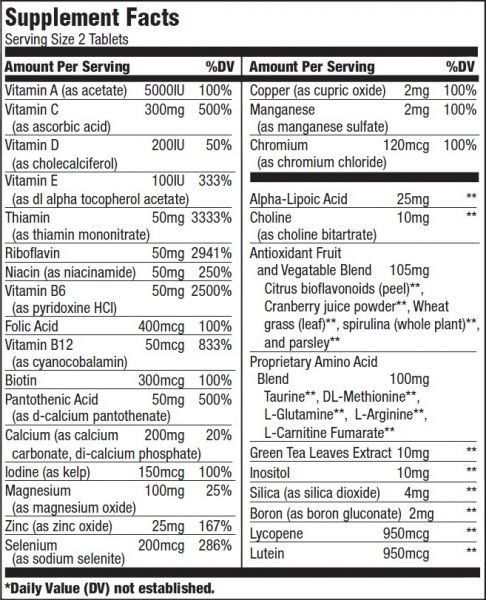 Supplement Facts
Serving Size 2 Tablets
Amount Per Serving %DV
Vitamin A (as acetate) 5000IU 100%
Vitamin C 300mg 500%
(as ascorbic acid)
Vitamin D 200IU 50%
(as cholecalciferol)
Vitamin E 100IU 333%
(as dl alpha tocopherol acetate)
Thiamin 50mg 3333%
(as thiamin mononitrate)
Riboflavin 50mg 2941%
Niacin (as niacinamide) 50mg 250%
Vitamin B6 50mg 2500%
(as pyridoxine HCl)
Folic Acid 400mcg 100%
Vitamin B12 50mcg 833%
(as cyanocobalamin)
Biotin 300mcg 100%
Pantothenic Acid 50mg 500%
(as d-calcium pantothenate)
Calcium (as calcium 200mg 20%
carbonate, di-calcium phosphate)
Iodine (as kelp) 150mcg 100%
Magnesium 100mg 25%
(as magnesium oxide)
Zinc (as zinc oxide) 25mg 167%
Selenium 200mcg 286%
(as sodium selenite)
Amount Per Serving %DV
Copper (as cupric oxide) 2mg 100%
Manganese 2mg 100%
(as manganese sulfate)
Chromium 120mcg 100%
(as chromium chloride)
Alpha-Lipoic Acid 25mg **
Choline 10mg **
(as choline bitartrate)
Antioxidant Fruit
and Vegatable Blend 105mg
Citrus bioflavonoids (peel)**,
Cranberry juice powder**, Wheat
grass (leaf)**, spirulina (whole plant)**,
and parsley**
Proprietary Amino Acid
Blend 100mg
Taurine**, DL-Methionine**,
L-Glutamine**, L-Arginine**,
L-Carnitine Fumarate**
Green Tea Leaves Extract 10mg **
Inositol 10mg **
Silica (as silica dioxide) 4mg **
Boron (as boron gluconate) 2mg **
Lycopene 950mcg **
Lutein 950mcg **
*Daily Value (DV) not established.